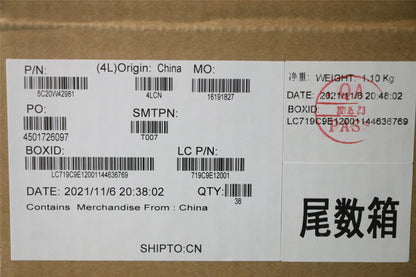 P/N: (4L)Origin: China MO:
5C20W42981 4LCN 16191827
PO: SMTPN:
4501726097 T007
BOXID: LC P/N:
LC719C9E12001144636769 719C9E12001
DATE: 2021/11/6 20:38:02 QTY:
38
Contains Merchandise From : China
SHIPTO:CN
净重: WEIGHT: 1.10 Kg
DATE: 2021/11/6 20:48:02
BOXID:
LC719C9E12001144636769
QA
PASS
尾数箱